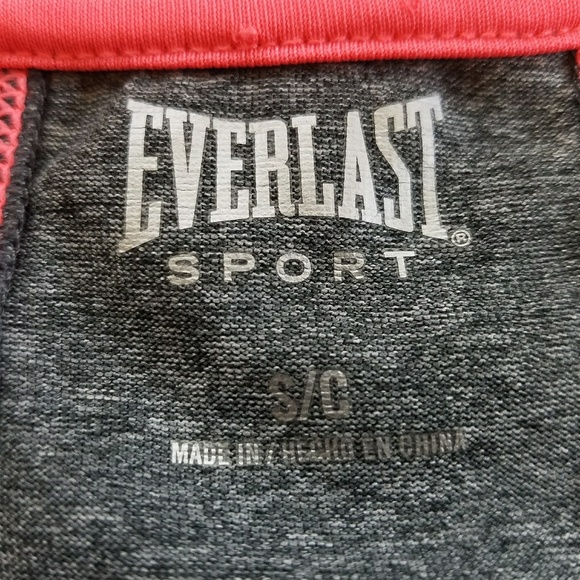 EVERLAST®
SPORT
S/C
MADE IN / HECHO EN CHINA